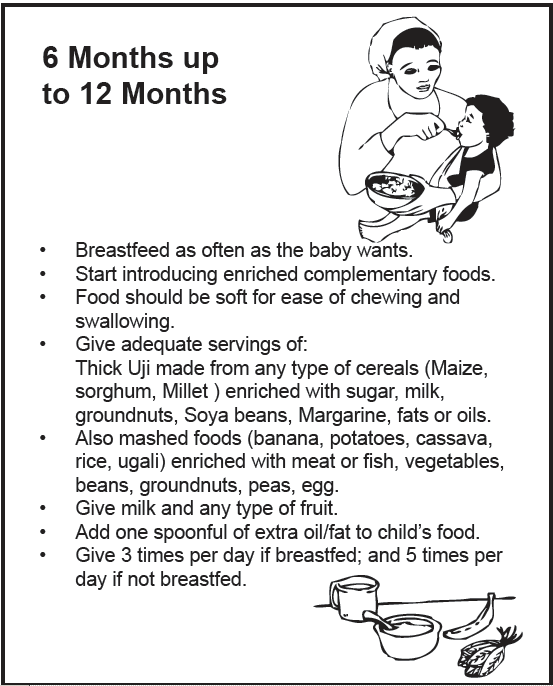 6 Months up
to 12 Months
• Breastfeed as often as the baby wants.
• Start introducing enriched complementary foods.
• Food should be soft for ease of chewing and
swallowing.
• Give adequate servings of:
Thick Uji made from any type of cereals (Maize,
sorghum, Millet ) enriched with sugar, milk,
groundnuts, Soya beans, Margarine, fats or oils.
• Also mashed foods (banana, potatoes, cassava,
rice, ugali) enriched with meat or fish, vegetables,
beans, groundnuts, peas, egg.
• Give milk and any type of fruit.
• Add one spoonful of extra oil/fat to child’s food.
• Give 3 times per day if breastfed; and 5 times per
day if not breastfed.